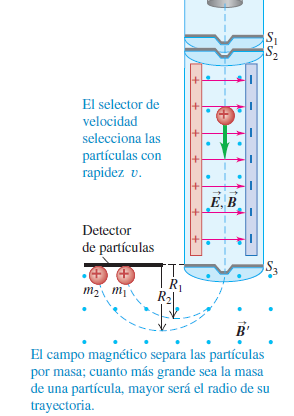 S₁
S₂
El selector de
velocidad
selecciona las
partículas con
rapidez v.
E⃗, B⃗
Detector
de partículas
S₃
m₂ m₁
R₁
R₂
B⃗′
El campo magnético separa las partículas
por masa; cuanto más grande sea la masa
de una partícula, mayor será el radio de su
trayectoria.